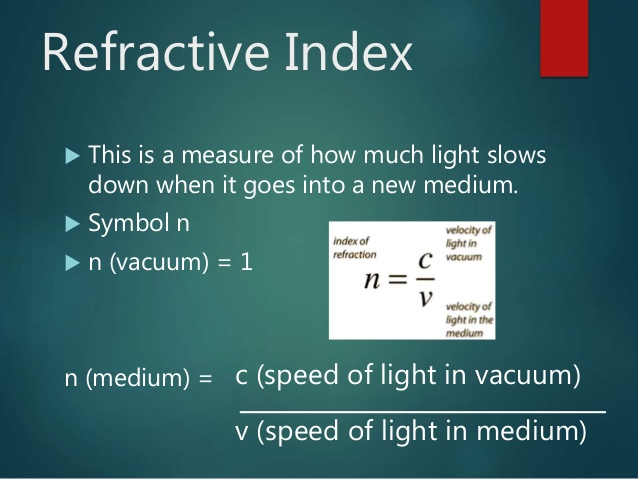 Refractive Index
This is a measure of how much light slows
down when it goes into a new medium.
Symbol n
n (vacuum) = 1
index of
refraction
n = c / v
velocity of
light in
vacuum
velocity of
light in the
medium
n (medium) = c (speed of light in vacuum)
v (speed of light in medium)